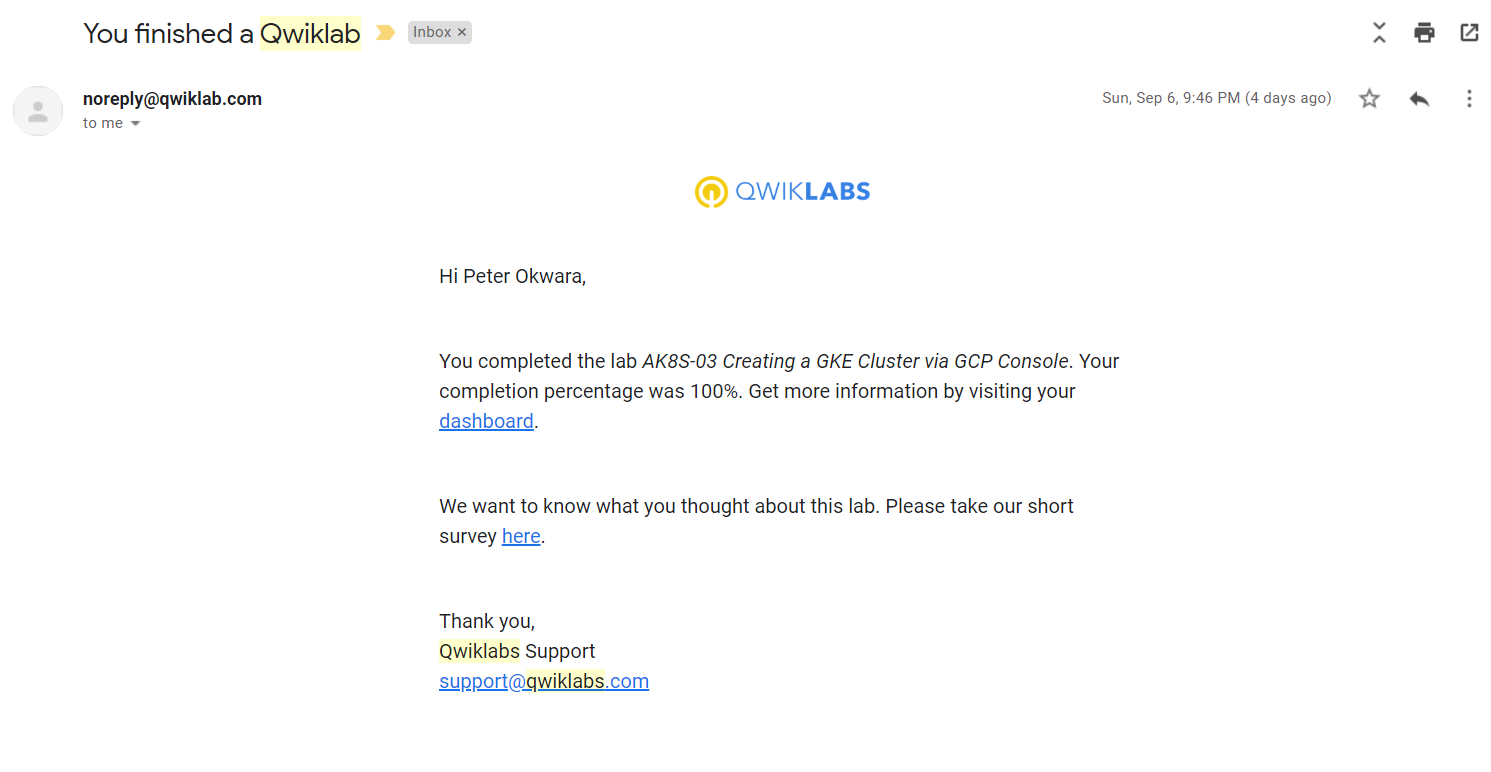 You finished a Qwiklab Inbox ×
noreply@qwiklab.com Sun, Sep 6, 9:46 PM (4 days ago)
to me
QWIKLABS
Hi Peter Okwara,
You completed the lab AK8S-03 Creating a GKE Cluster via GCP Console. Your
completion percentage was 100%. Get more information by visiting your
dashboard.
We want to know what you thought about this lab. Please take our short
survey here.
Thank you,
Qwiklabs Support
support@qwiklabs.com